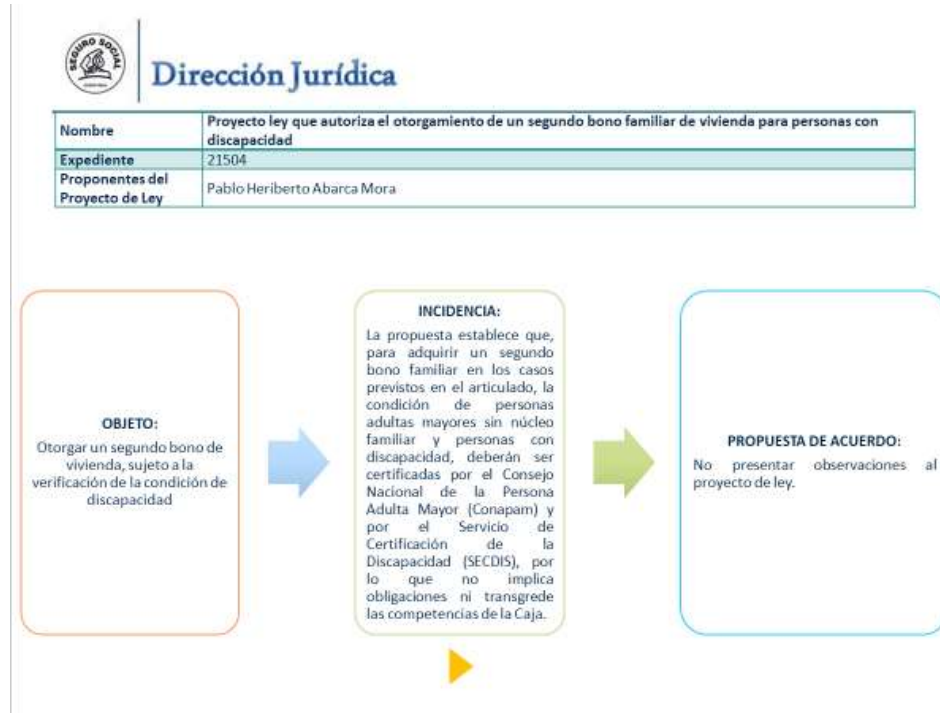 SEGURO SOCIAL
Dirección Jurídica
Nombre
Proyecto ley que autoriza el otorgamiento de un segundo bono familiar de vivienda para personas con
discapacidad
Expediente
21504
Proponentes del
Proyecto de Ley
Pablo Heriberto Abarca Mora
OBJETO:
Otorgar un segundo bono de
vivienda, sujeto a la
verificación de la condición de
discapacidad
INCIDENCIA:
La propuesta establece que,
para adquirir un segundo
bono familiar en los casos
previstos en el articulado, la
condición de personas
adultas mayores sin núcleo
familiar y personas con
discapacidad, deberán ser
certificadas por el Consejo
Nacional de la Persona
Adulta Mayor (Conapam) y
por el Servicio de
Certificación de la
Discapacidad (SECDIS), por
lo que no implica
obligaciones ni transgrede
las competencias de la Caja.
PROPUESTA DE ACUERDO:
No presentar observaciones al
proyecto de ley.